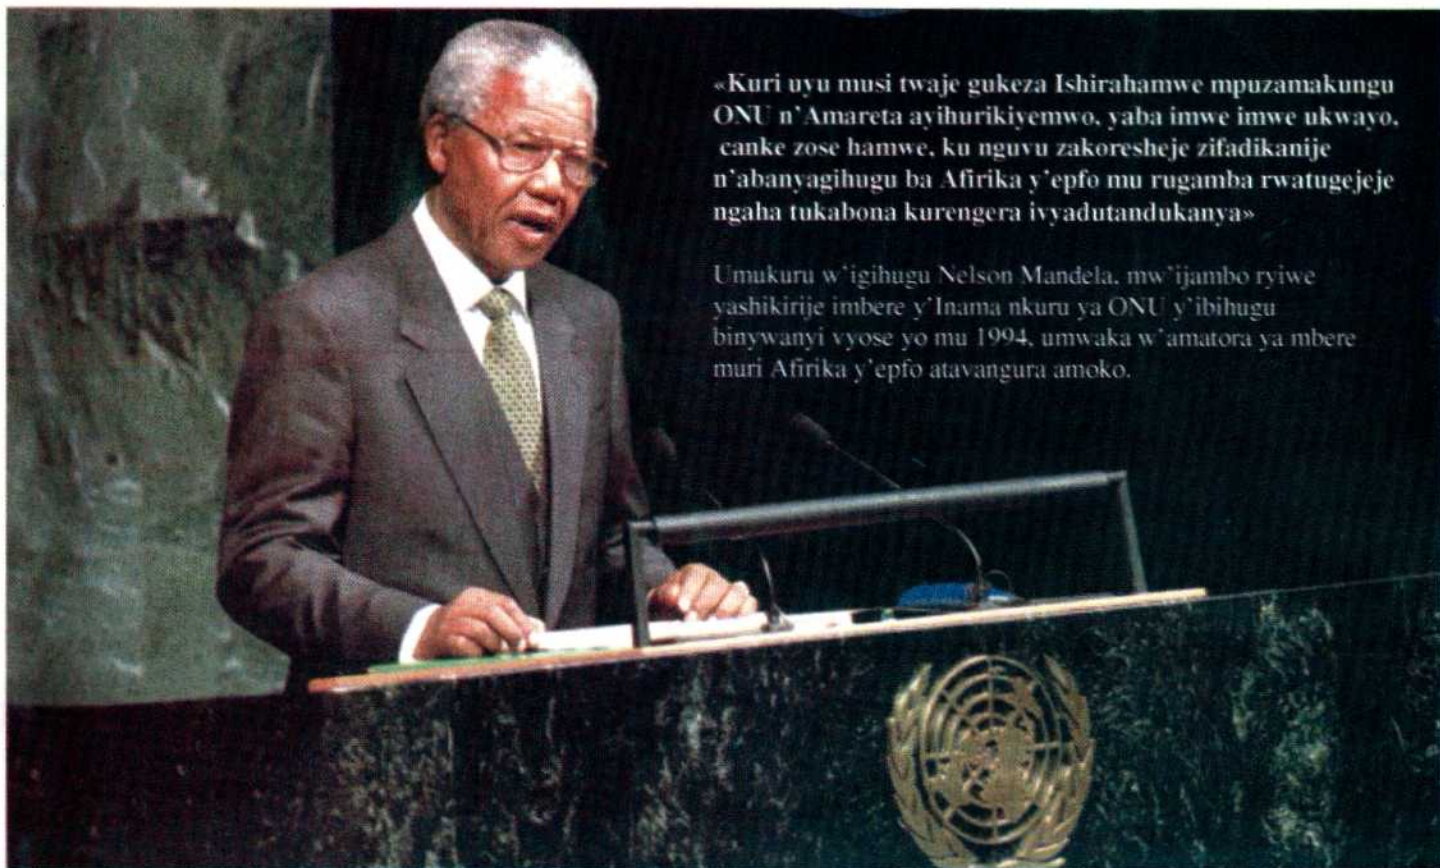 «Kuri uyu musi twaje gukeza Ishirahamwe mpuzamakungu
ONU n'Amareta ayihurikiyemwo, yaba imwe imwe ukwayo,
canke zose hamwe, ku nguvu zakoresheje zifadikanije
n'abanyagihugu ba Afirika y'epfo mu rugamba rwatugejeje
ngaha tukabona kurengera ivyadutandukanya»
Umukuru w'igihugu Nelson Mandela, mw'ijambo ryiwe
yashikirije imbere y'Inama nkuru ya ONU y'ibihugu
binywanyi vyose yo mu 1994, umwaka w'amatora ya mbere
muri Afirika y'epfo atavangura amoko.